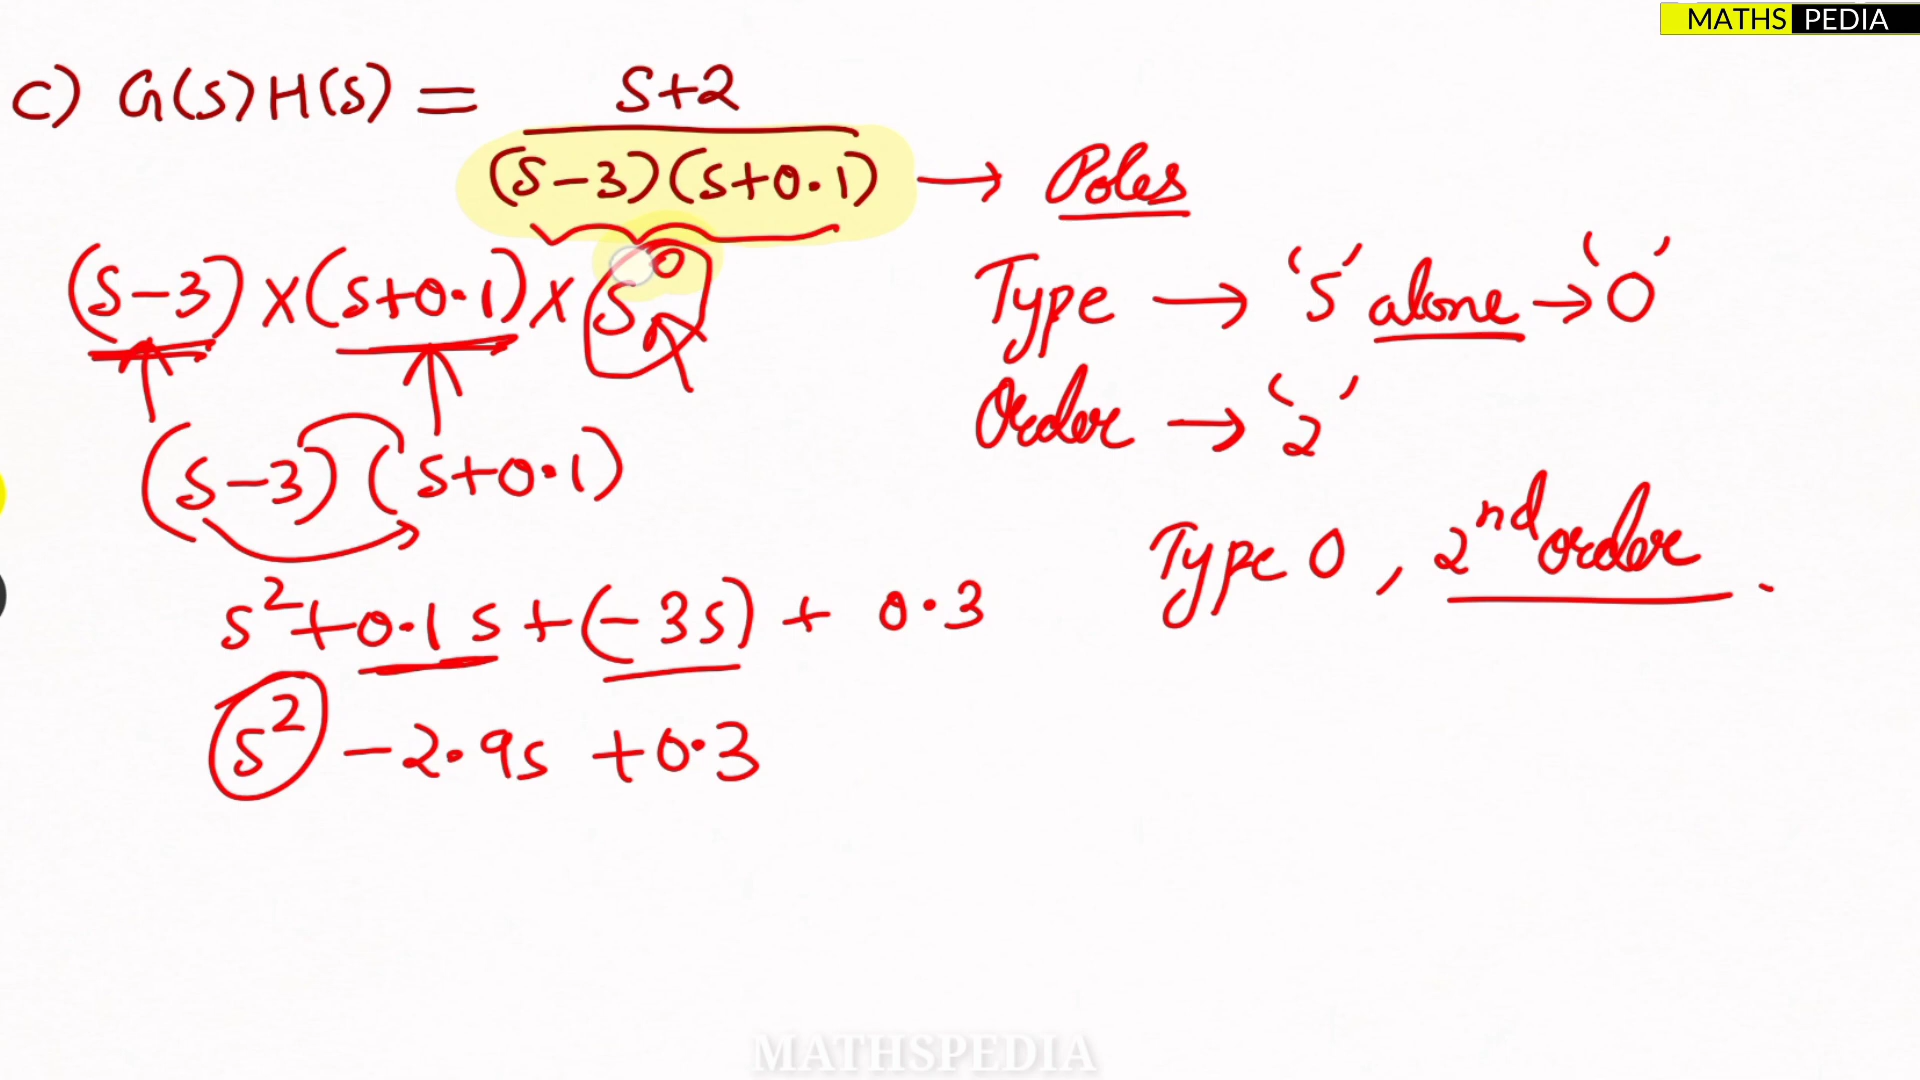 MATHS PEDIA
C) G(s)H(s) = s+2
(s-3)(s+0.1) → Poles
(s-3)×(s+0.1)×s⁰
Type → 's' alone → '0'
Order → '2'
(s-3)(s+0.1)
Type 0, 2nd order.
s²+0.1s+(-3s)+0.3
s²-2.9s+0.3
MATHSPEDIA